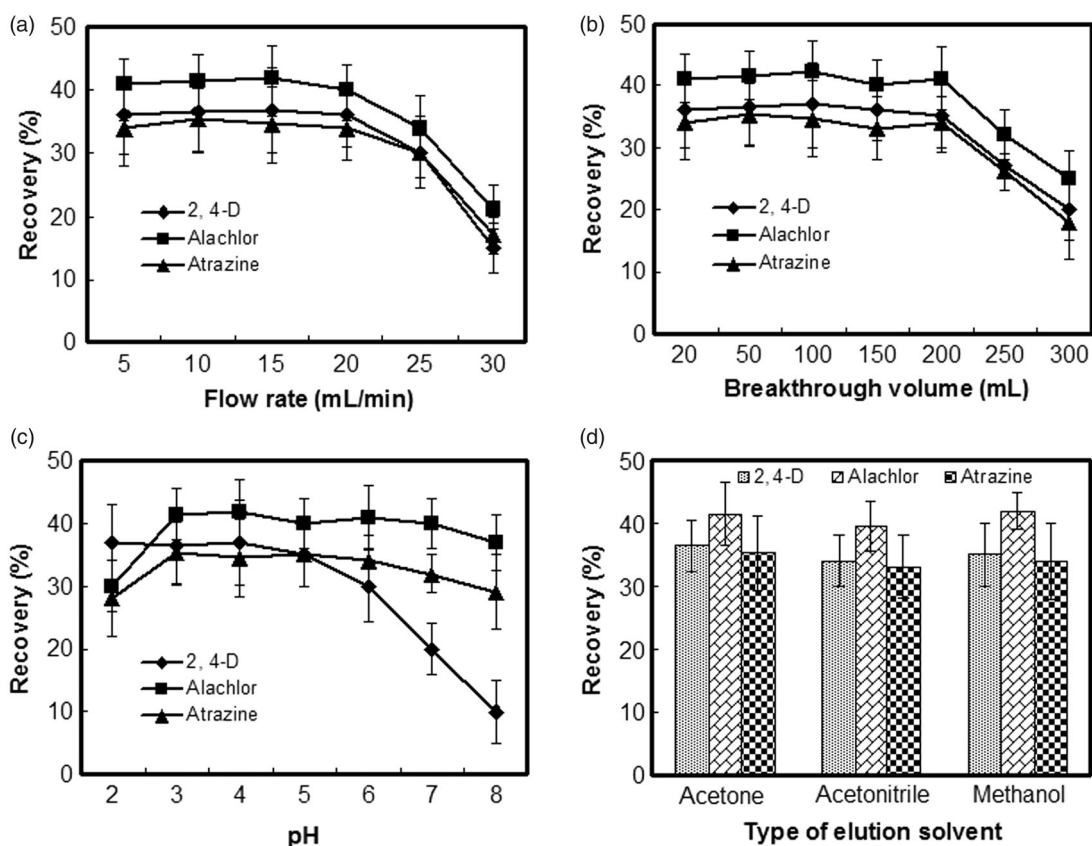 (a)
50
40
30
20
10
0
Recovery (%)
2, 4-D
Alachlor
Atrazine
5 10 15 20 25 30
Flow rate (mL/min)
(b)
50
40
30
20
10
0
Recovery (%)
2, 4-D
Alachlor
Atrazine
20 50 100 150 200 250 300
Breakthrough volume (mL)
(c)
50
40
30
20
10
0
Recovery (%)
2, 4-D
Alachlor
Atrazine
2 3 4 5 6 7 8
pH
(d)
50
40
30
20
10
0
Recovery (%)
2,4-D Alachlor Atrazine
Acetone Acetonitrile Methanol
Type of elution solvent